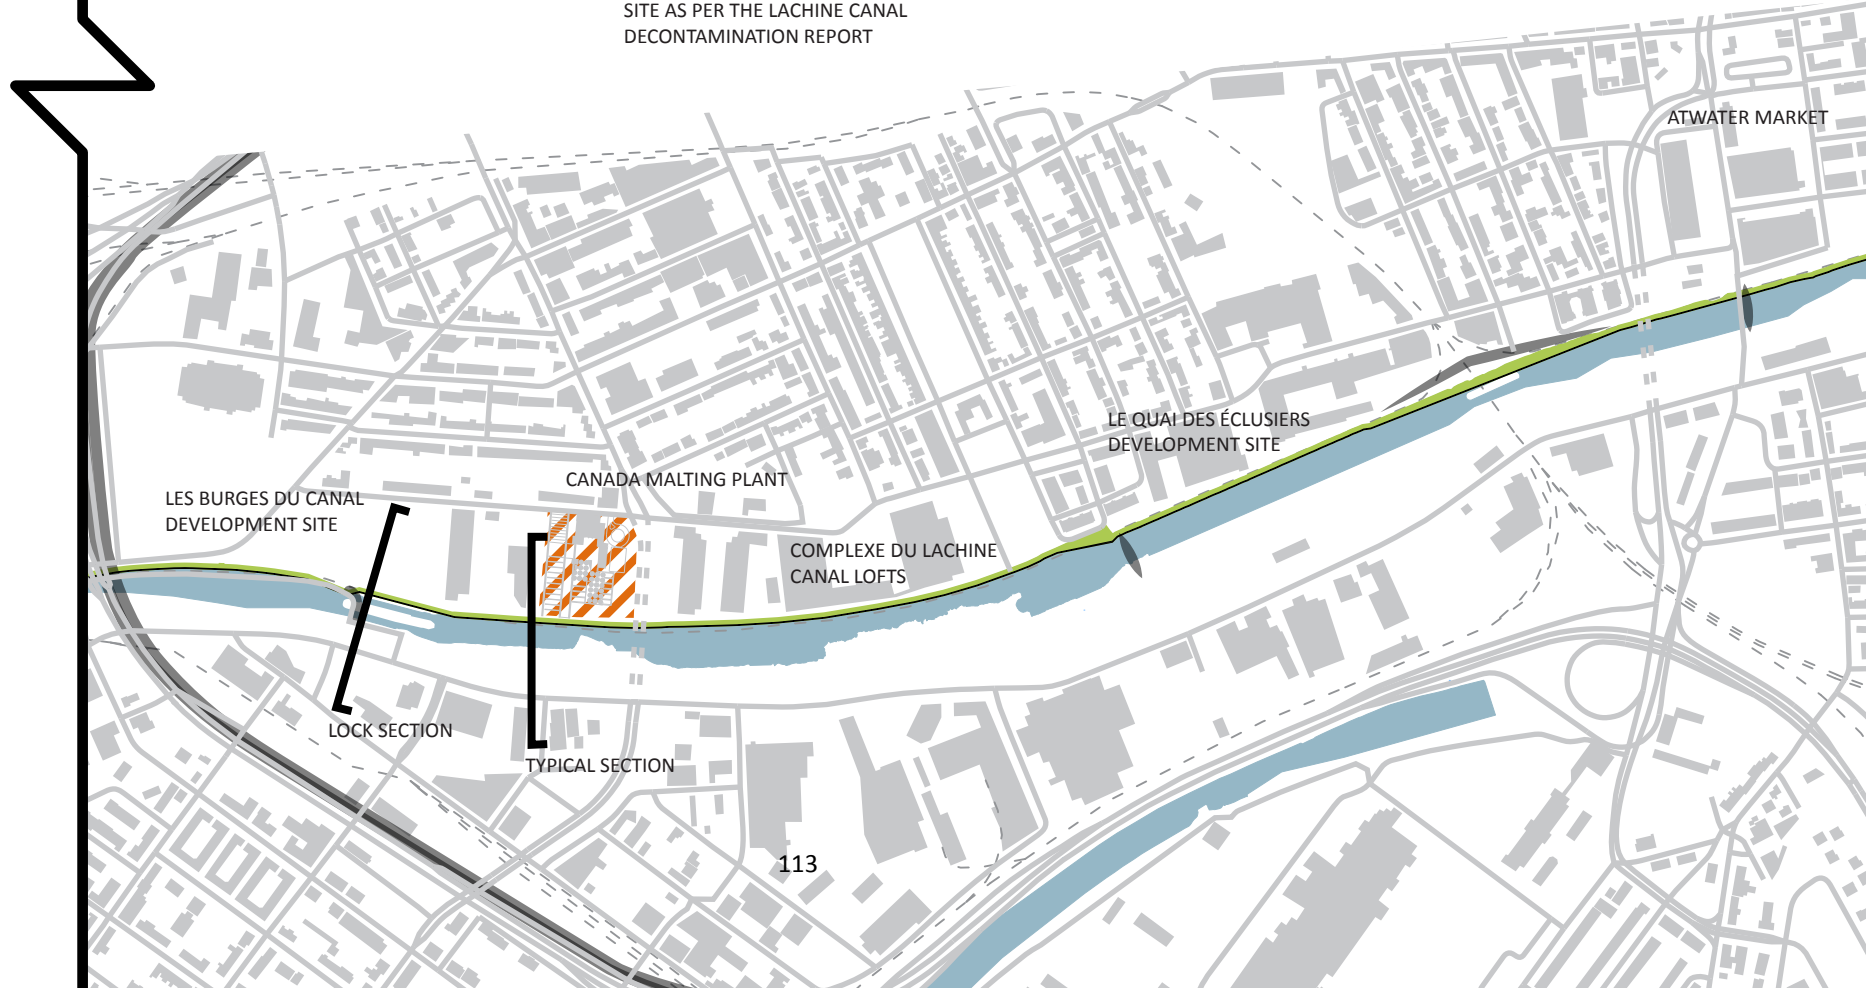 SITE AS PER THE LACHINE CANAL
DECONTAMINATION REPORT
ATWATER MARKET
LE QUAI DES ÉCLUSIERS
DEVELOPMENT SITE
CANADA MALTING PLANT
LES BURGES DU CANAL
DEVELOPMENT SITE
COMPLEXE DU LACHINE
CANAL LOFTS
LOCK SECTION
TYPICAL SECTION
113